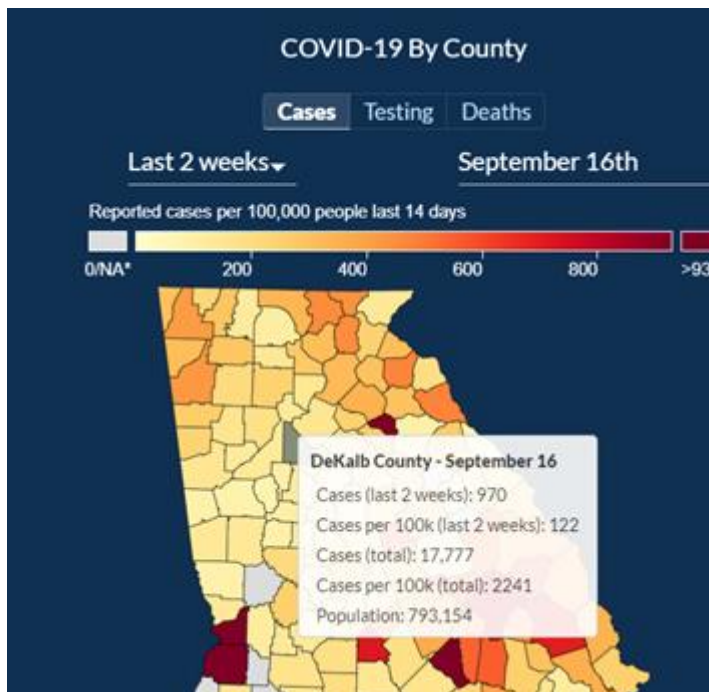 COVID-19 By County
Cases Testing Deaths
Last 2 weeks September 16th
Reported cases per 100,000 people last 14 days
0/NA* 200 400 600 800 >93
DeKalb County - September 16
Cases (last 2 weeks): 970
Cases per 100k (last 2 weeks): 122
Cases (total): 17,777
Cases per 100k (total): 2241
Population: 793,154